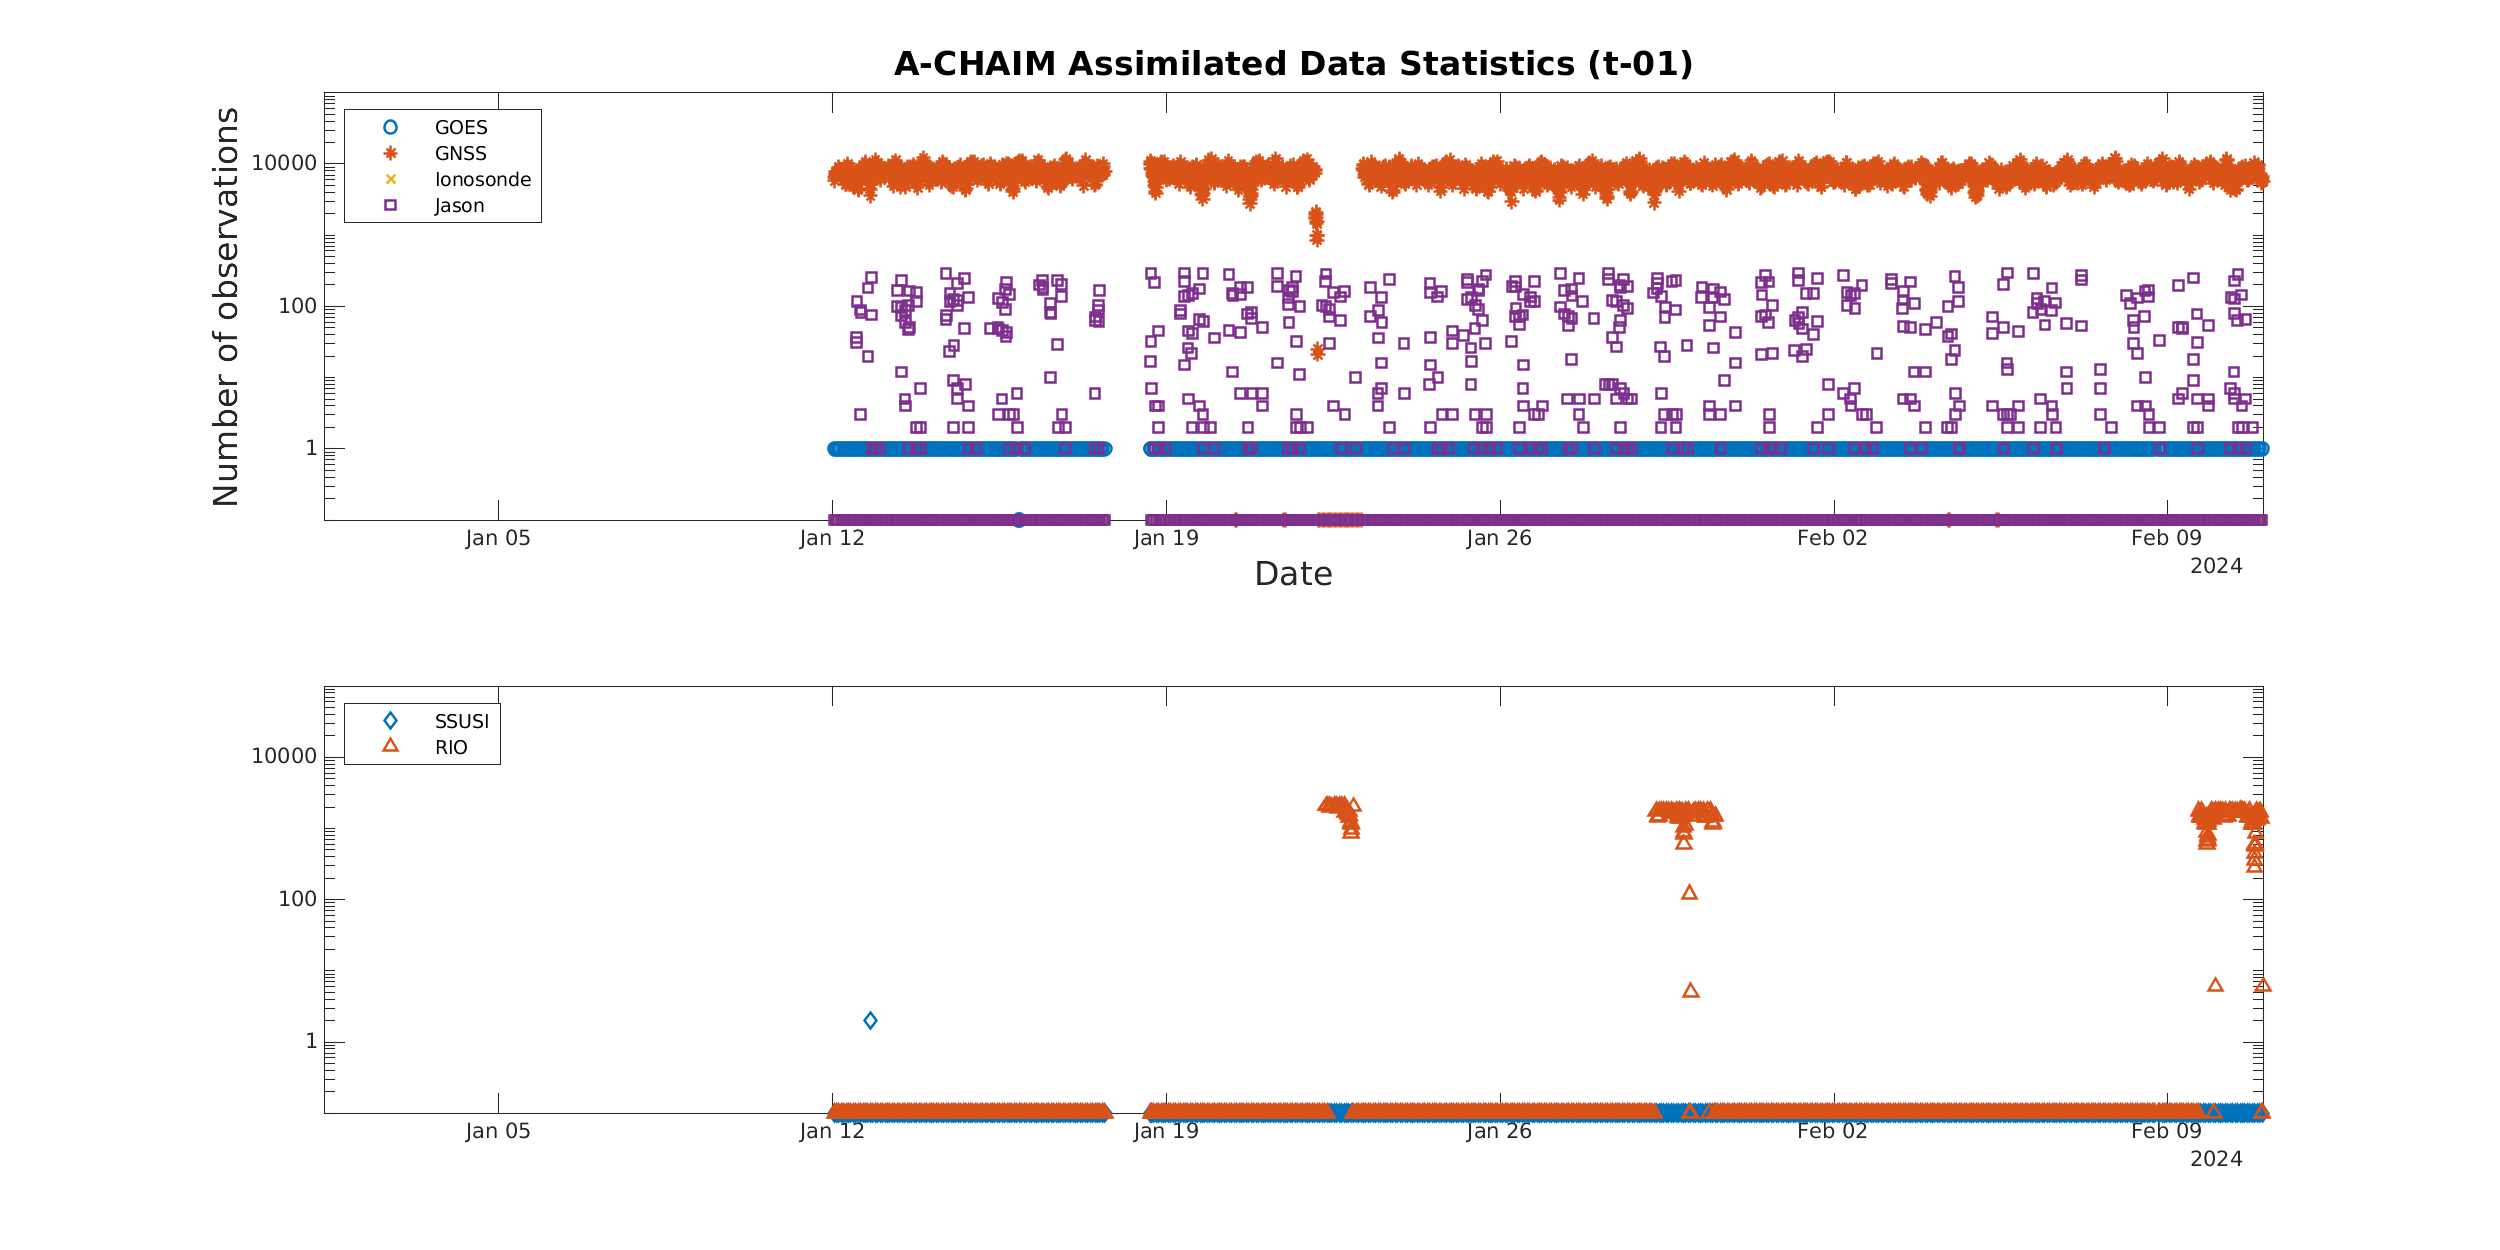 A-CHAIM Assimilated Data Statistics (t-01)
Number of observations
10000
100
1
GOES
GNSS
Ionosonde
Jason
Jan 05
Jan 12
Jan 19
Jan 26
Feb 02
Feb 09
2024
Date
10000
100
1
SSUSI
RIO
Jan 05
Jan 12
Jan 19
Jan 26
Feb 02
Feb 09
2024